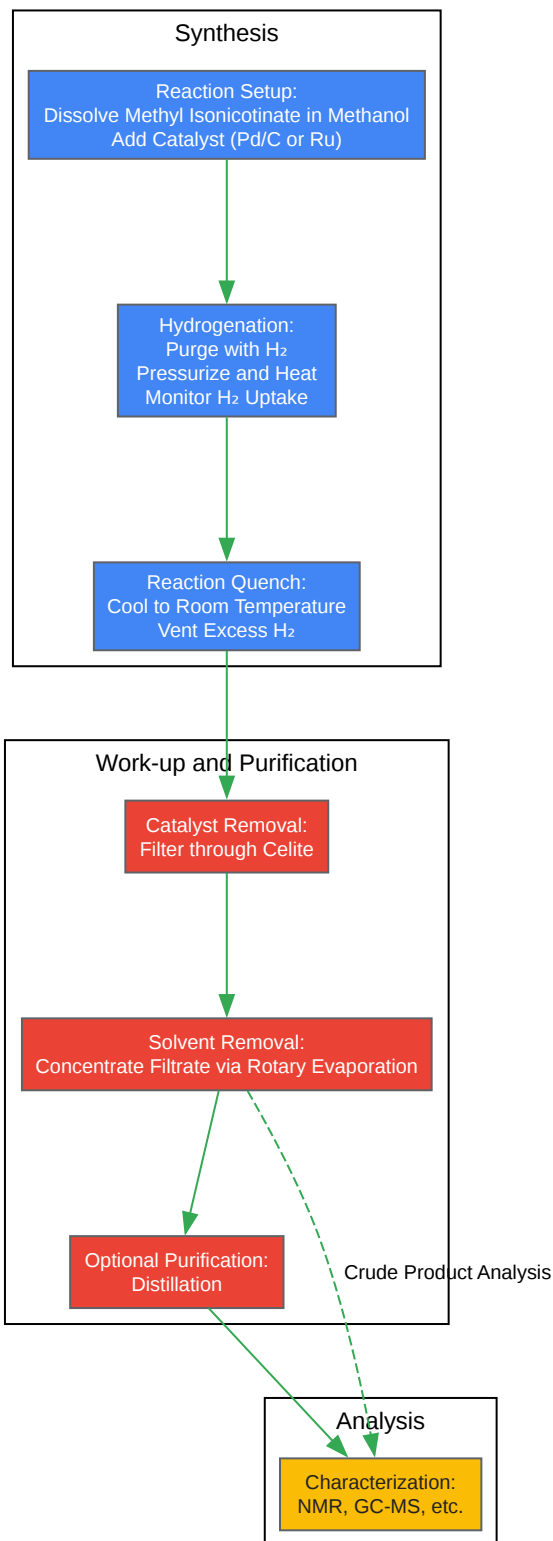 Synthesis
Reaction Setup:
Dissolve Methyl Isonicotinate in Methanol
Add Catalyst (Pd/C or Ru)
Hydrogenation:
Purge with H₂
Pressurize and Heat
Monitor H₂ Uptake
Reaction Quench:
Cool to Room Temperature
Vent Excess H₂
Work-up and Purification
Catalyst Removal:
Filter through Celite
Solvent Removal:
Concentrate Filtrate via Rotary Evaporation
Optional Purification:
Distillation
Crude Product Analysis
Analysis
Characterization:
NMR, GC-MS, etc.